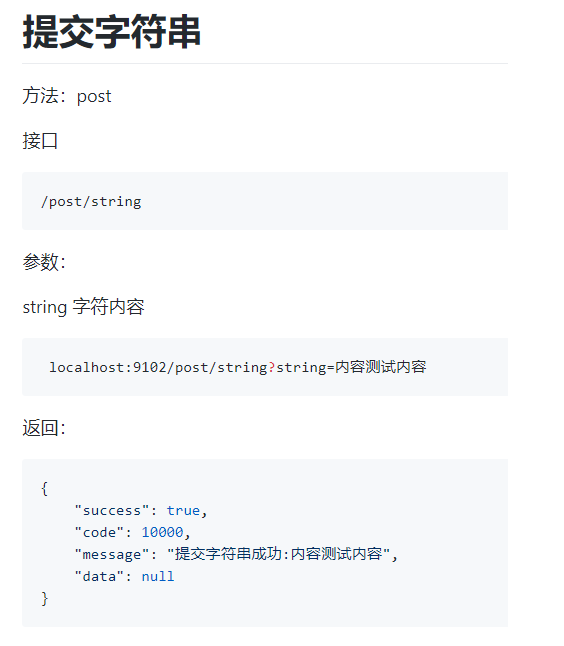 提交字符串
方法：post
接口
/post/string
参数：
string 字符内容
localhost:9102/post/string?string=内容测试内容
返回：
{
    "success": true,
    "code": 10000,
    "message": "提交字符串成功:内容测试内容",
    "data": null
}